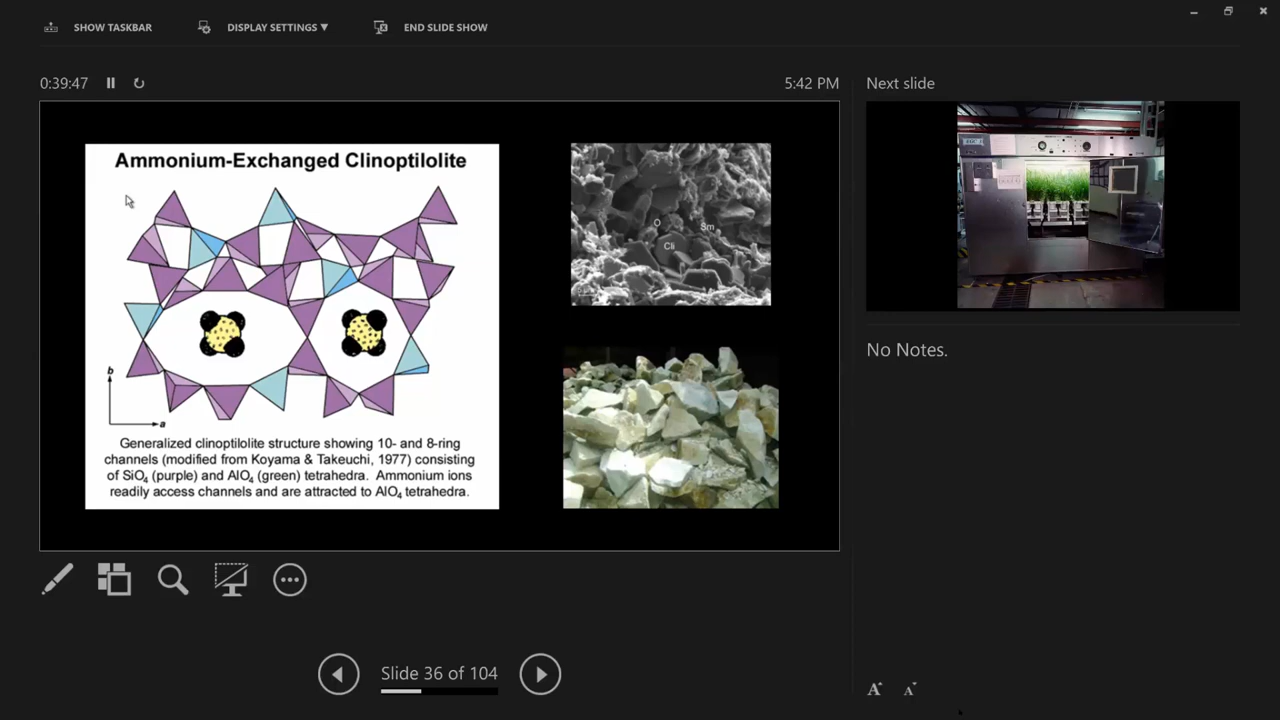 SHOW TASKBAR
DISPLAY SETTINGS ▼
END SLIDE SHOW
0:39:47
5:42 PM
Next slide
Ammonium-Exchanged Clinoptilolite
b
a
Generalized clinoptilolite structure showing 10- and 8-ring
channels (modified from Koyama & Takeuchi, 1977) consisting
of SiO₄ (purple) and AlO₄ (green) tetrahedra. Ammonium ions
readily access channels and are attracted to AlO₄ tetrahedra.
O
Sm
Cli
No Notes.
Slide 36 of 104
A
A